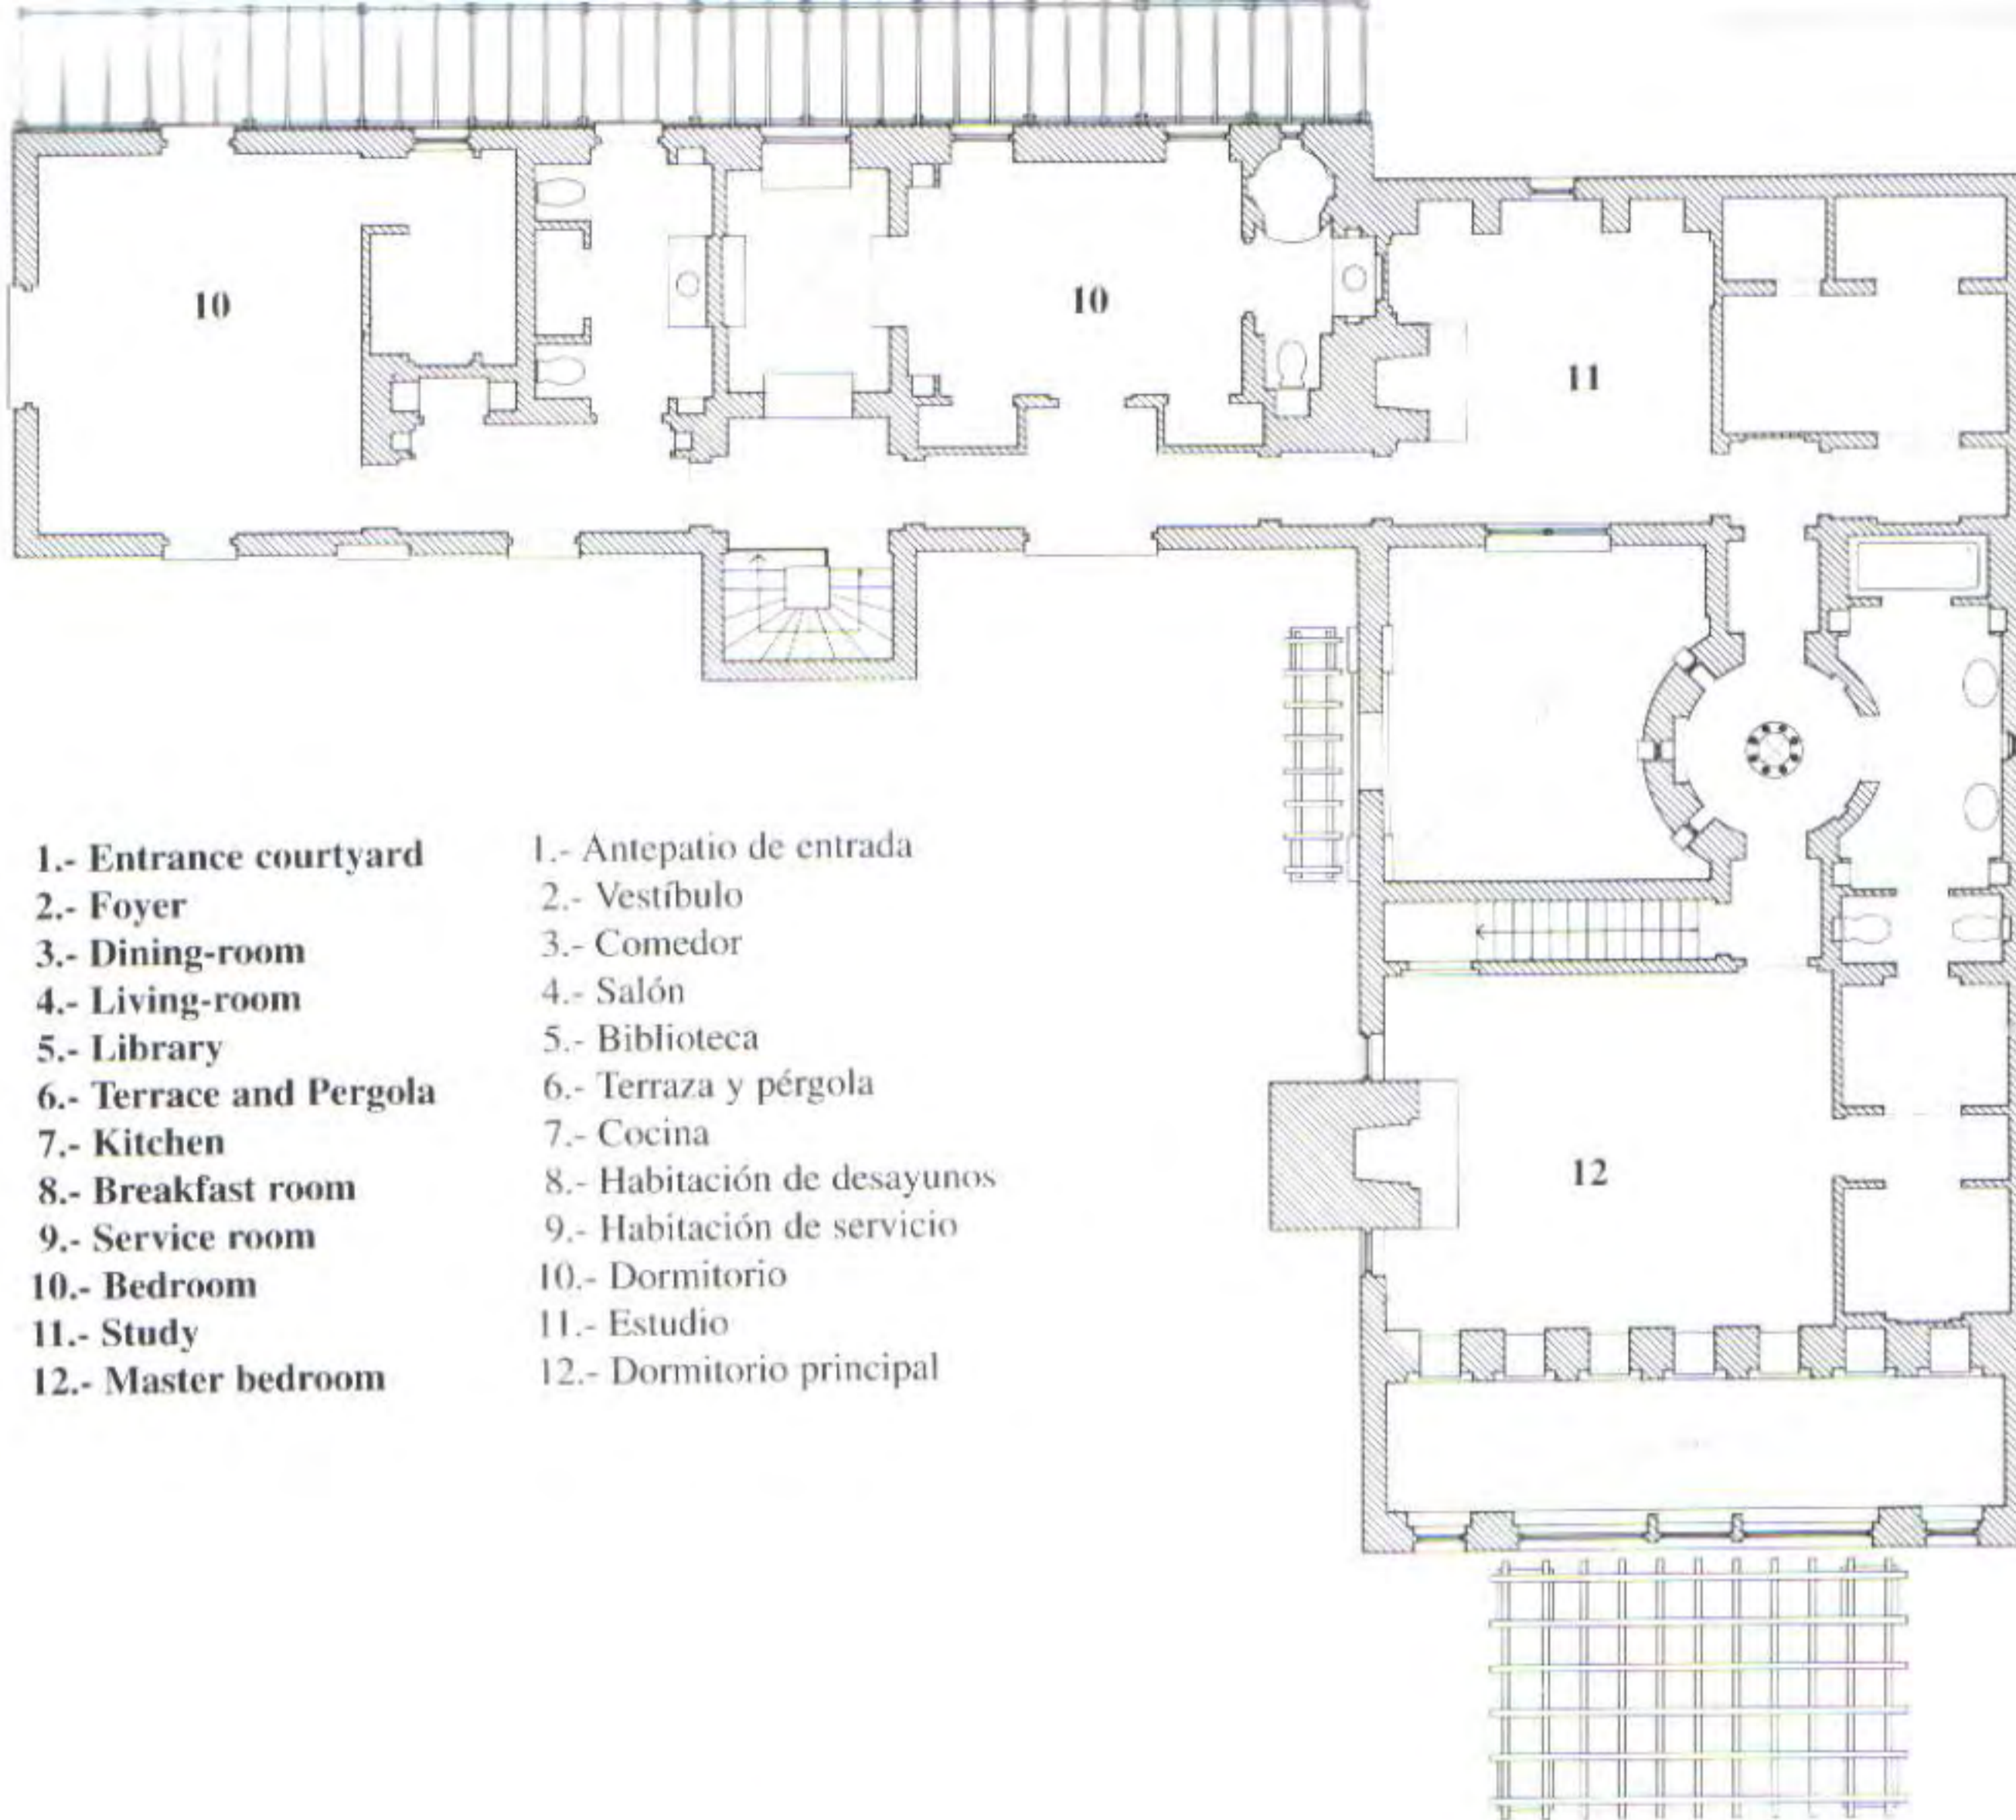 10
10
11
12
1.- Entrance courtyard
2.- Foyer
3.- Dining-room
4.- Living-room
5.- Library
6.- Terrace and Pergola
7.- Kitchen
8.- Breakfast room
9.- Service room
10.- Bedroom
11.- Study
12.- Master bedroom
1.- Antepatio de entrada
2.- Vestíbulo
3.- Comedor
4.- Salón
5.- Biblioteca
6.- Terraza y pérgola
7.- Cocina
8.- Habitación de desayunos
9.- Habitación de servicio
10.- Dormitorio
11.- Estudio
12.- Dormitorio principal